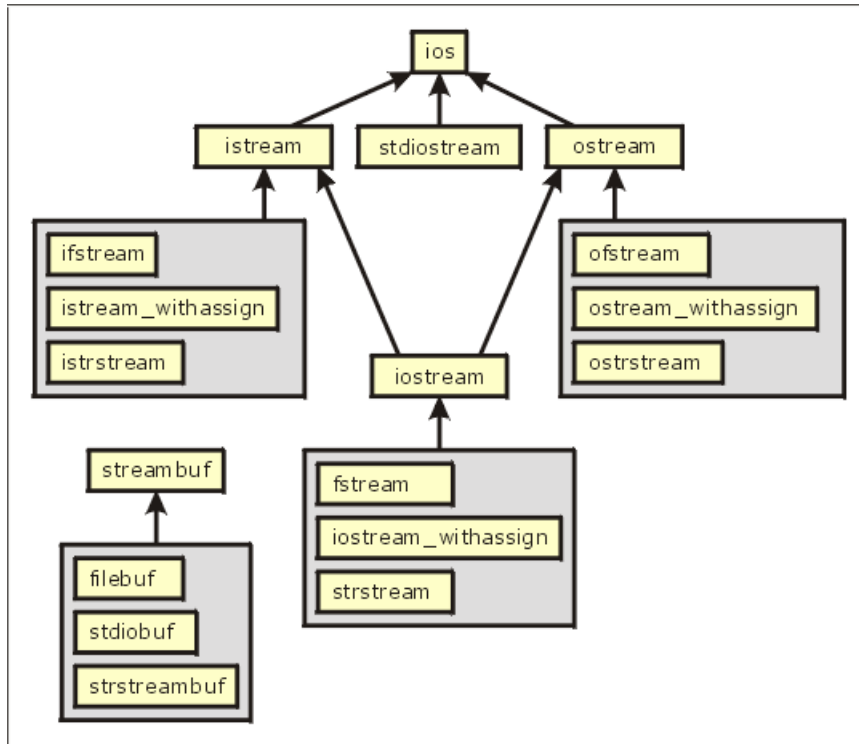 ios
istream
stdiostream
ostream
ifstream
istream_withassign
istrstream
ofstream
ostream_withassign
ostrstream
iostream
streambuf
fstream
iostream_withassign
strstream
filebuf
stdiobuf
strstreambuf